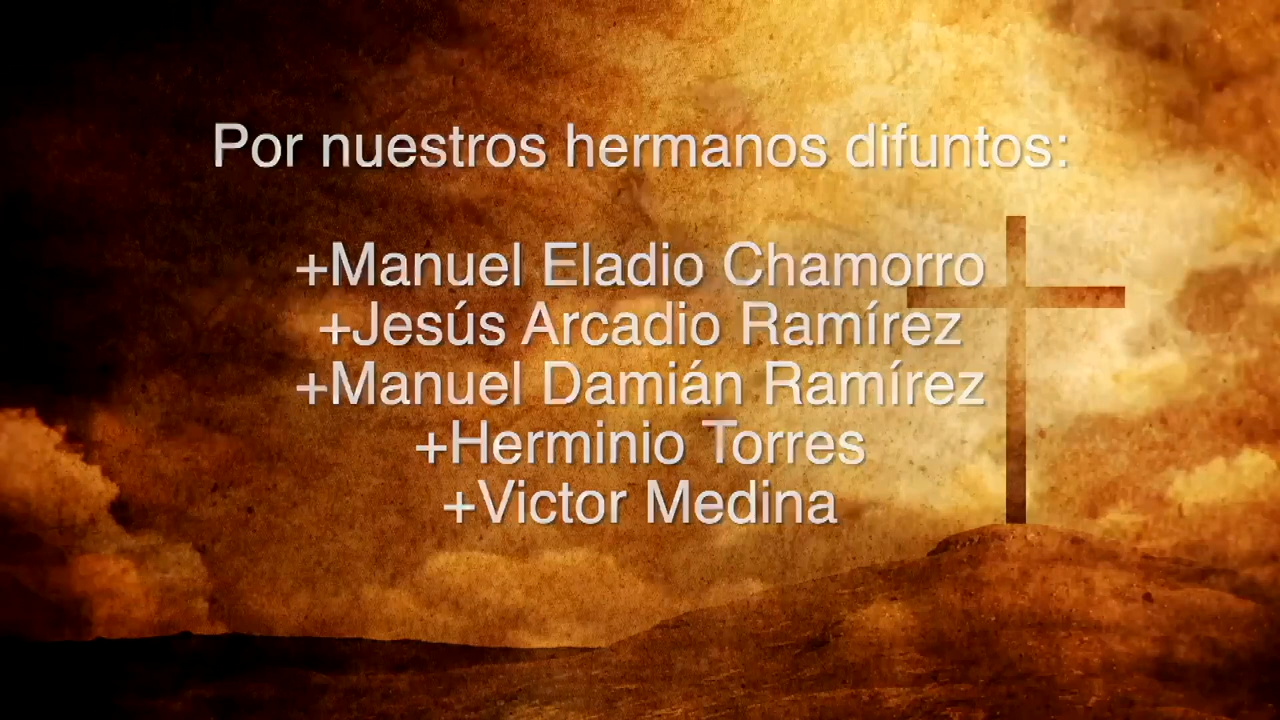 Por nuestros hermanos difuntos:
+Manuel Eladio Chamorro
+Jesús Arcadio Ramírez
+Manuel Damián Ramírez
+Herminio Torres
+Victor Medina